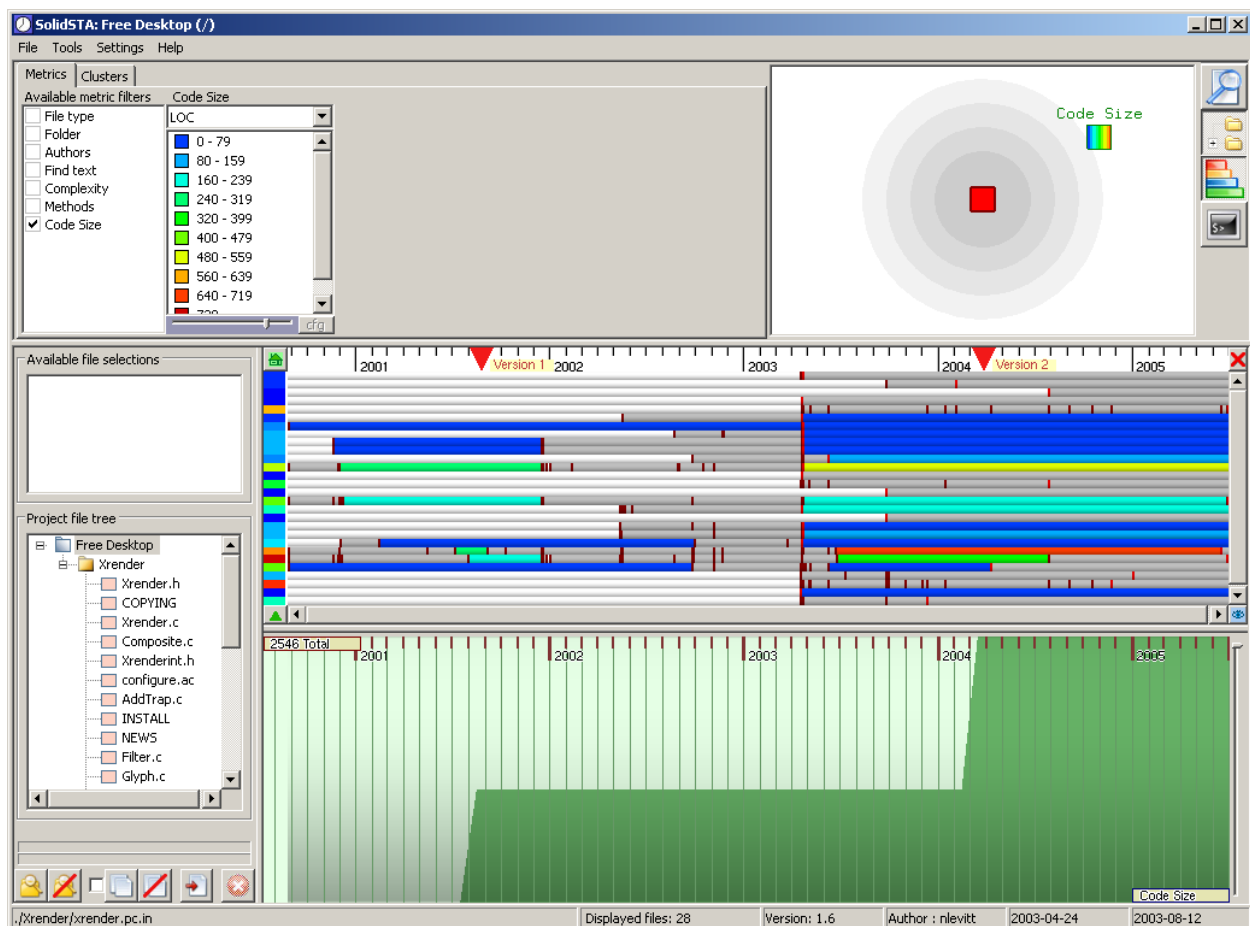 SolidSTA: Free Desktop (/)
File Tools Settings Help
Metrics Clusters
Available metric filters Code Size
File type
Folder
Authors
Find text
Complexity
Methods
Code Size
LOC
0 - 79
80 - 159
160 - 239
240 - 319
320 - 399
400 - 479
480 - 559
560 - 639
640 - 719
cfg
Code Size
Available file selections
2001 Version 1 2002 2003 2004 Version 2 2005
Project file tree
Free Desktop
Xrender
Xrender.h
COPYING
Xrender.c
Composite.c
Xrenderint.h
configure.ac
AddTrap.c
INSTALL
NEWS
Filter.c
Glyph.c
2546 Total
2001 2002 2003 2004 2005
Code Size
./Xrender/xrender.pc.in Displayed files: 28 Version: 1.6 Author : nlevitt 2003-04-24 2003-08-12